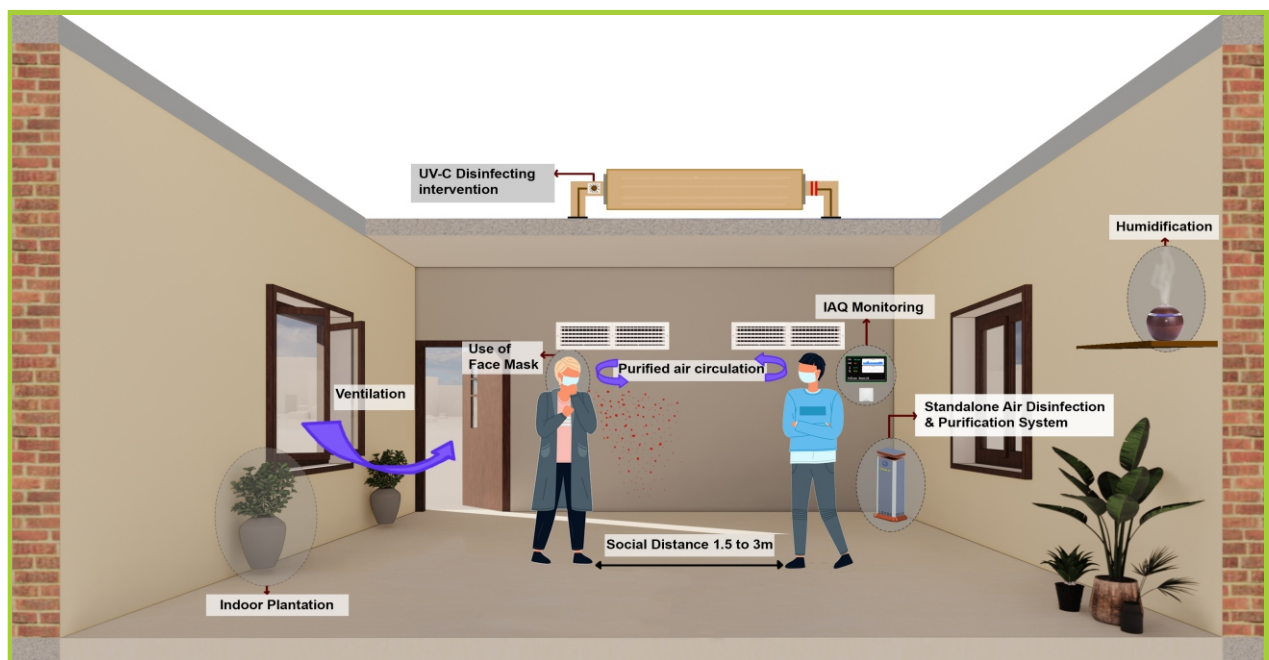 UV-C Disinfecting
intervention
Humidification
IAQ Monitoring
Use of
Face Mask
Purified air circulation
Ventilation
Standalone Air Disinfection
& Purification System
Social Distance 1.5 to 3m
Indoor Plantation